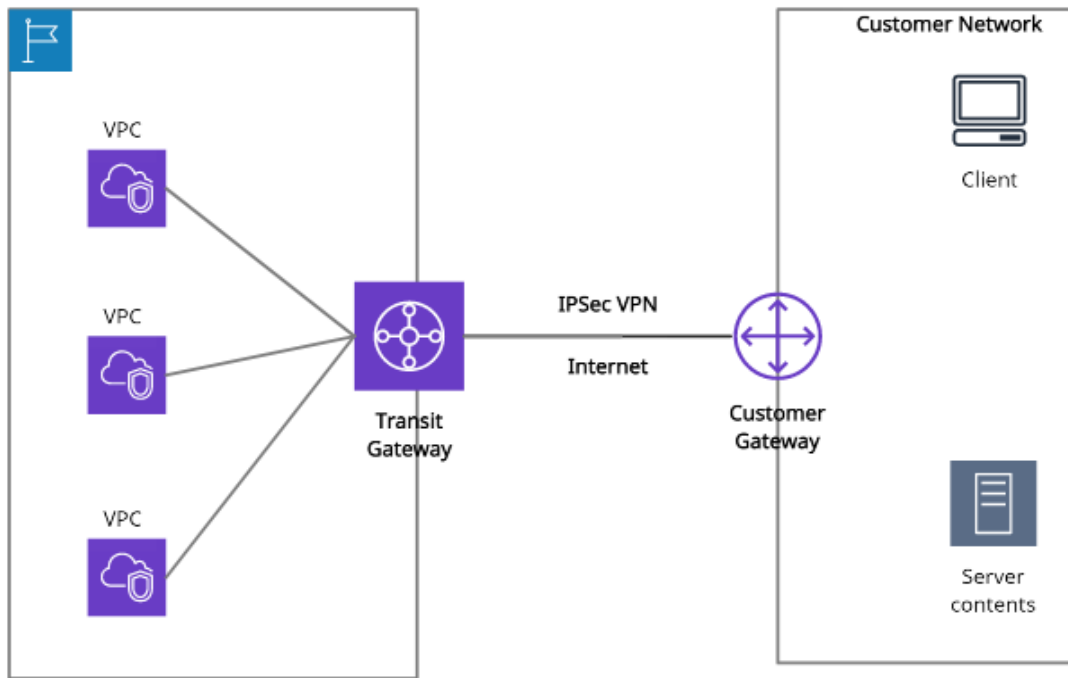 Customer Network
VPC
Client
VPC
IPSec VPN
Internet
Transit
Gateway
Customer
Gateway
VPC
Server
contents